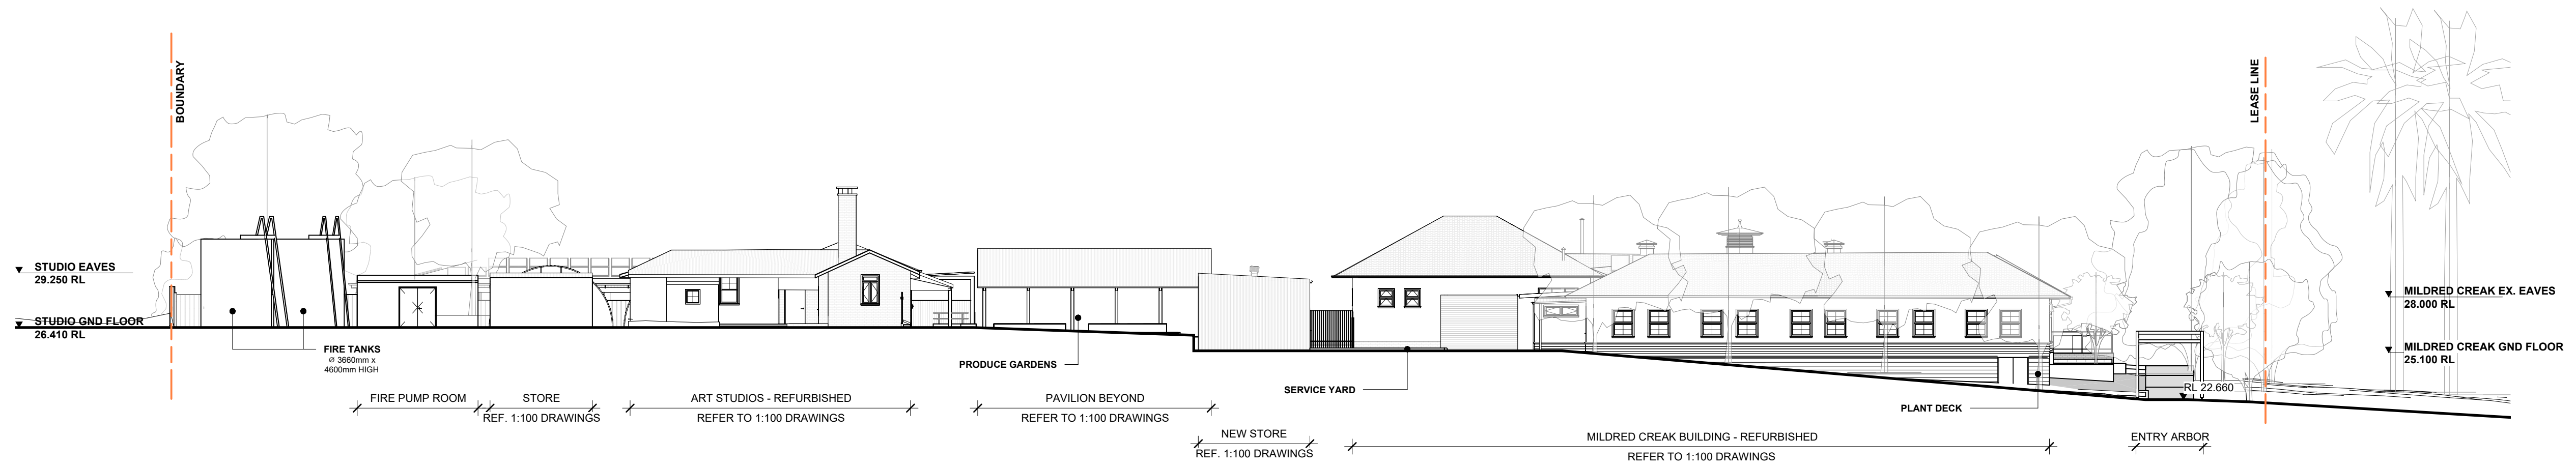 BOUNDARY
LEASE LINE
STUDIO EAVES
29.250 RL
STUDIO GND FLOOR
26.410 RL
FIRE TANKS
Ø 3660mm x
4600mm HIGH
PRODUCE GARDENS
SERVICE YARD
PLANT DECK
RL 22.660
MILDRED CREAK EX. EAVES
28.000 RL
MILDRED CREAK GND FLOOR
25.100 RL
FIRE PUMP ROOM
STORE
REF. 1:100 DRAWINGS
ART STUDIOS - REFURBISHED
REFER TO 1:100 DRAWINGS
PAVILION BEYOND
REFER TO 1:100 DRAWINGS
NEW STORE
REF. 1:100 DRAWINGS
MILDRED CREAK BUILDING - REFURBISHED
REFER TO 1:100 DRAWINGS
ENTRY ARBOR